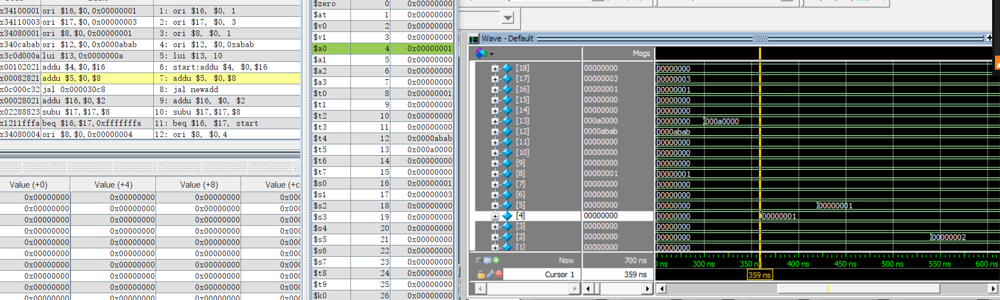 x34100001 ori $16,$0,0x00000001 1: ori $16, $0, 1
x34110003 ori $17,$0,0x00000003 2: ori $17, $0, 3
x34080001 ori $8,$0,0x00000001 3: ori $8, $0, 1
x340cabab ori $12,$0,0x0000abab 4: ori $12, $0,0xabab
x3c0d000a lui $13,0x0000000a 5: lui $13, 10
x00102021 addu $4,$0,$16 6: start:addu $4, $0,$16
x00082821 addu $5,$0,$8 7: addu $5, $0,$8
x0c000c32 jal 0x000030c8 8: jal newadd
x00028021 addu $16,$0,$2 9: addu $16, $0, $2
x02288823 subu $17,$17,$8 10: subu $17,$17,$8
x1211fffa beq $16,$17,0xfffffffa 11: beq $16, $17, start
x34080004 ori $8,$0,0x00000004 12: ori $8, $0,4
Value (+0) Value (+4) Value (+8) Value (+c
0x00000000 0x00000000 0x00000000 0x000
0x00000000 0x00000000 0x00000000 0x000
0x00000000 0x00000000 0x00000000 0x000
0x00000000 0x00000000 0x00000000 0x000
0x00000000 0x00000000 0x00000000 0x000
0x00000000 0x00000000 0x00000000 0x000
0x00000000 0x00000000 0x00000000 0x000
0x00000000 0x00000000 0x00000000 0x000
0x00000000 0x00000000 0x00000000 0x000
0x00000000 0x00000000 0x00000000 0x000
$zero 0 0x00000000
$at 1 0x00000000
$v0 2 0x00000000
$v1 3 0x00000000
$a0 4 0x00000001
$a1 5 0x00000000
$a2 6 0x00000000
$a3 7 0x00000000
$t0 8 0x00000001
$t1 9 0x00000000
$t2 10 0x00000000
$t3 11 0x00000000
$t4 12 0x0000abab
$t5 13 0x000a0000
$t6 14 0x00000000
$t7 15 0x00000000
$s0 16 0x00000001
$s1 17 0x00000003
$s2 18 0x00000000
$s3 19 0x00000000
$s4 20 0x00000000
$s5 21 0x00000000
$s6 22 0x00000000
$s7 23 0x00000000
$t8 24 0x00000000
$t9 25 0x00000000
$k0 26 0x00000000
Wave - Default
Msgs
[18] 00000000 00000000
[17] 00000003 00000003
[16] 00000001 00000001
[15] 00000000 00000000
[14] 00000000 00000000
[13] 000a0000 00000000 000a0000
[12] 0000abab 0000abab
[11] 00000000 00000000
[10] 00000000 00000000
[9] 00000000 00000000
[8] 00000001 00000001
[7] 00000000 00000000
[6] 00000000 00000000
[5] 00000000 00000000 00000001
[4] 00000000 00000000 00000001
[3] 00000000 00000000
[2] 00000000 00000000 00000002
[1] 00000000 00000000
Now 700 ns 0 ns 300 ns 350 ns 400 ns 450 ns 500 ns 550 ns 600 ns
Cursor 1 359 ns 359 ns